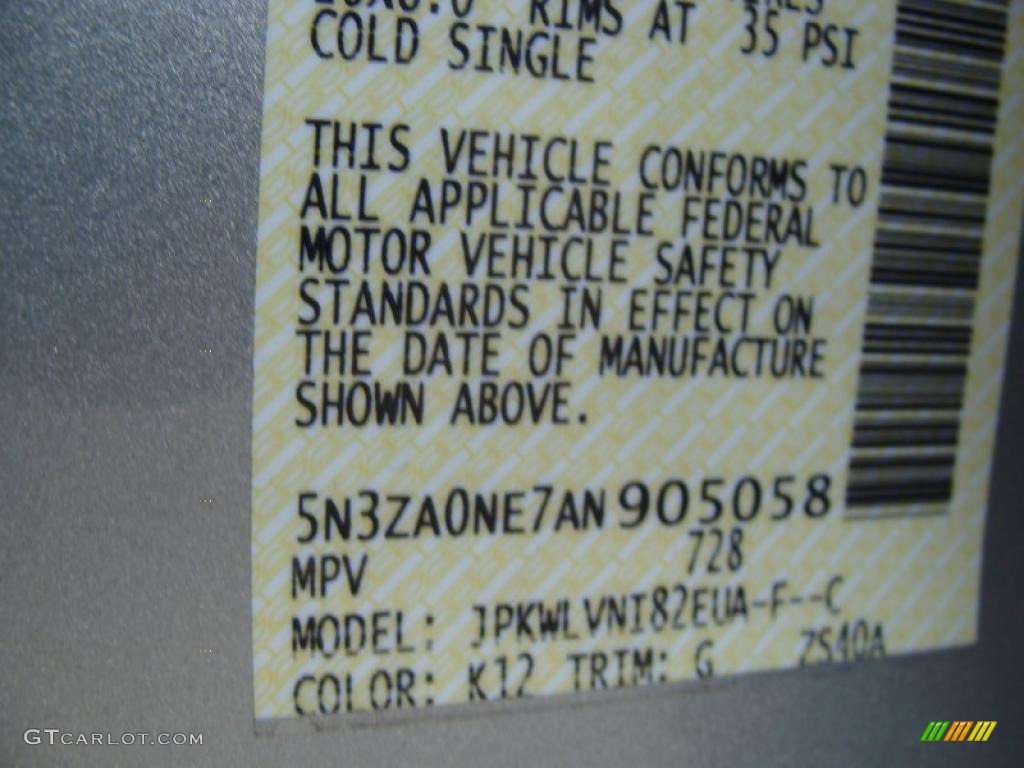 RIMS AT 35 PSI
COLD SINGLE
THIS VEHICLE CONFORMS TO
ALL APPLICABLE FEDERAL
MOTOR VEHICLE SAFETY
STANDARDS IN EFFECT ON
THE DATE OF MANUFACTURE
SHOWN ABOVE.
5N3ZA0NE7AN905058
MPV 728
MODEL: JPKWLVNI82EUA-F--C
COLOR: K12 TRIM: G ZS40A
GTCARLOT.COM